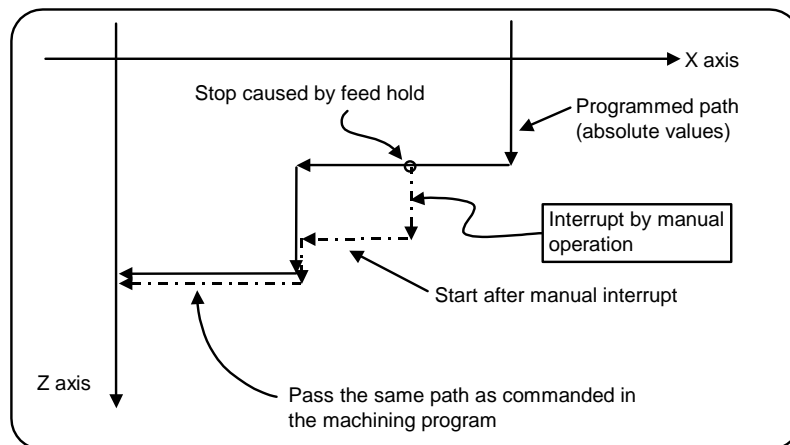 X axis
Stop caused by feed hold
Programmed path
(absolute values)
Interrupt by manual
operation
Start after manual interrupt
Z axis
Pass the same path as commanded in
the machining program